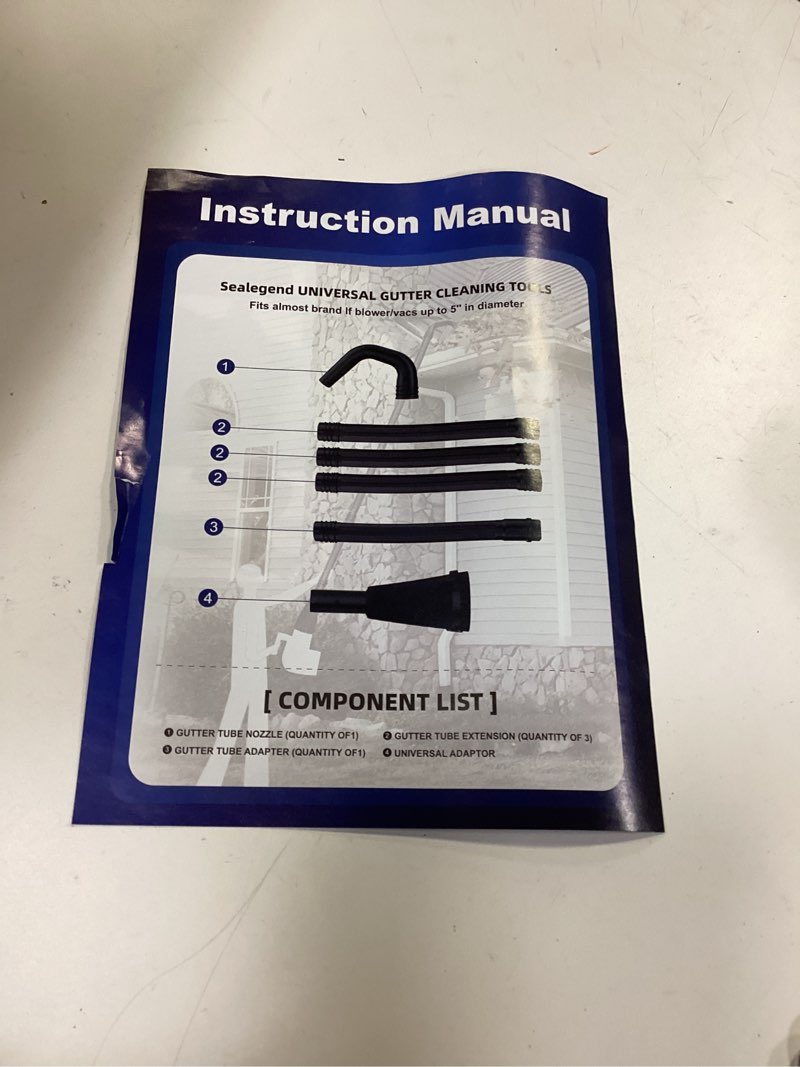 Instruction Manual
Sealegend UNIVERSAL GUTTER CLEANING TOOLS
Fits almost brand lf blower/vacs up to 5" in diameter
1
2
2
2
3
4
[ COMPONENT LIST ]
1 GUTTER TUBE NOZZLE (QUANTITY OF1) 2 GUTTER TUBE EXTENSION (QUANTITY OF 3)
3 GUTTER TUBE ADAPTER (QUANTITY OF1) 4 UNIVERSAL ADAPTOR